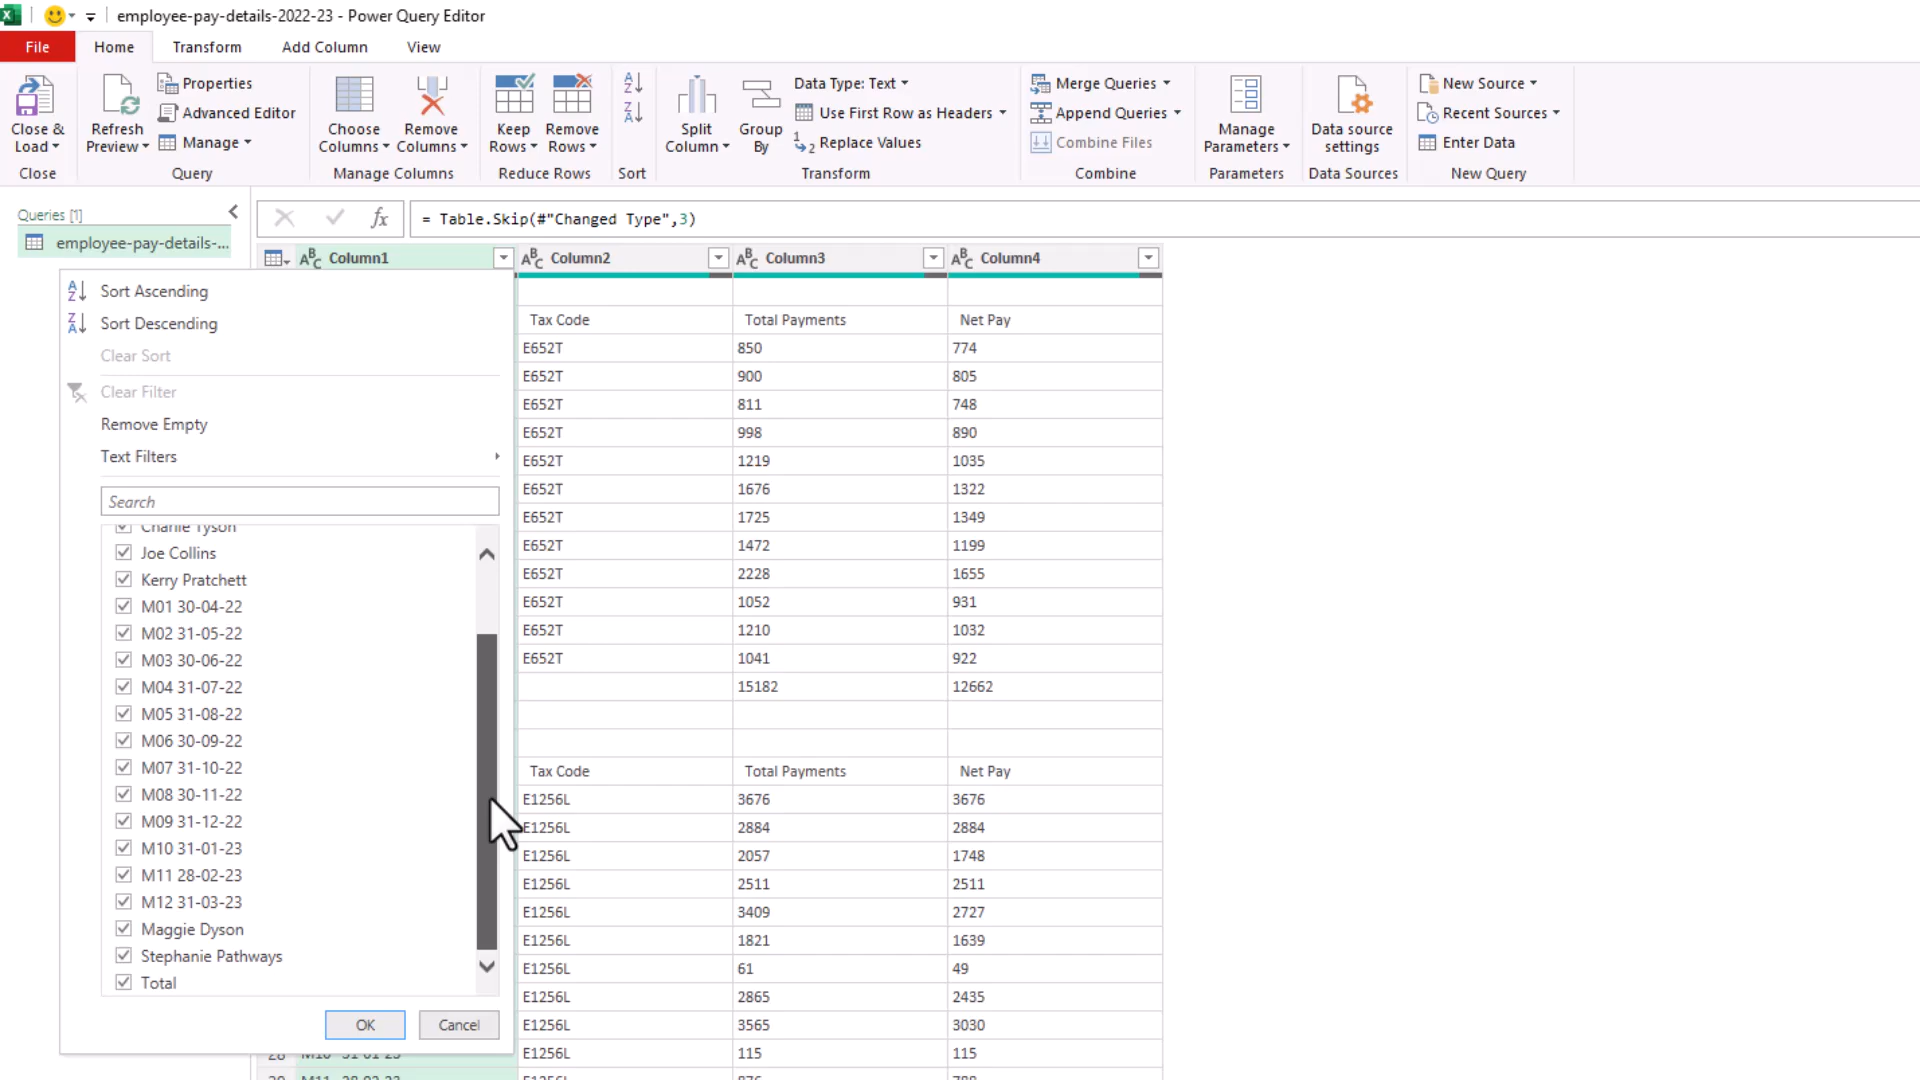 employee-pay-details-2022-23 - Power Query Editor
File Home Transform Add Column View
Close & Load
Close
Refresh Preview
Properties
Advanced Editor
Manage
Query
Choose Columns
Remove Columns
Manage Columns
Keep Rows
Remove Rows
Reduce Rows
Sort
Split Column
Group By
Data Type: Text
Use First Row as Headers
Replace Values
Transform
Merge Queries
Append Queries
Combine Files
Combine
Manage Parameters
Parameters
Data source settings
Data Sources
New Source
Recent Sources
Enter Data
New Query
Queries [1]
employee-pay-details-...
fx = Table.Skip(#"Changed Type",3)
Column1 Column2 Column3 Column4
Sort Ascending
Sort Descending
Clear Sort
Clear Filter
Remove Empty
Text Filters
Search
Charlie Tyson
Joe Collins
Kerry Pratchett
M01 30-04-22
M02 31-05-22
M03 30-06-22
M04 31-07-22
M05 31-08-22
M06 30-09-22
M07 31-10-22
M08 30-11-22
M09 31-12-22
M10 31-01-23
M11 28-02-23
M12 31-03-23
Maggie Dyson
Stephanie Pathways
Total
OK Cancel
Tax Code Total Payments Net Pay
E652T 850 774
E652T 900 805
E652T 811 748
E652T 998 890
E652T 1219 1035
E652T 1676 1322
E652T 1725 1349
E652T 1472 1199
E652T 2228 1655
E652T 1052 931
E652T 1210 1032
E652T 1041 922
15182 12662
Tax Code Total Payments Net Pay
E1256L 3676 3676
E1256L 2884 2884
E1256L 2057 1748
E1256L 2511 2511
E1256L 3409 2727
E1256L 1821 1639
E1256L 61 49
E1256L 2865 2435
E1256L 3565 3030
E1256L 115 115